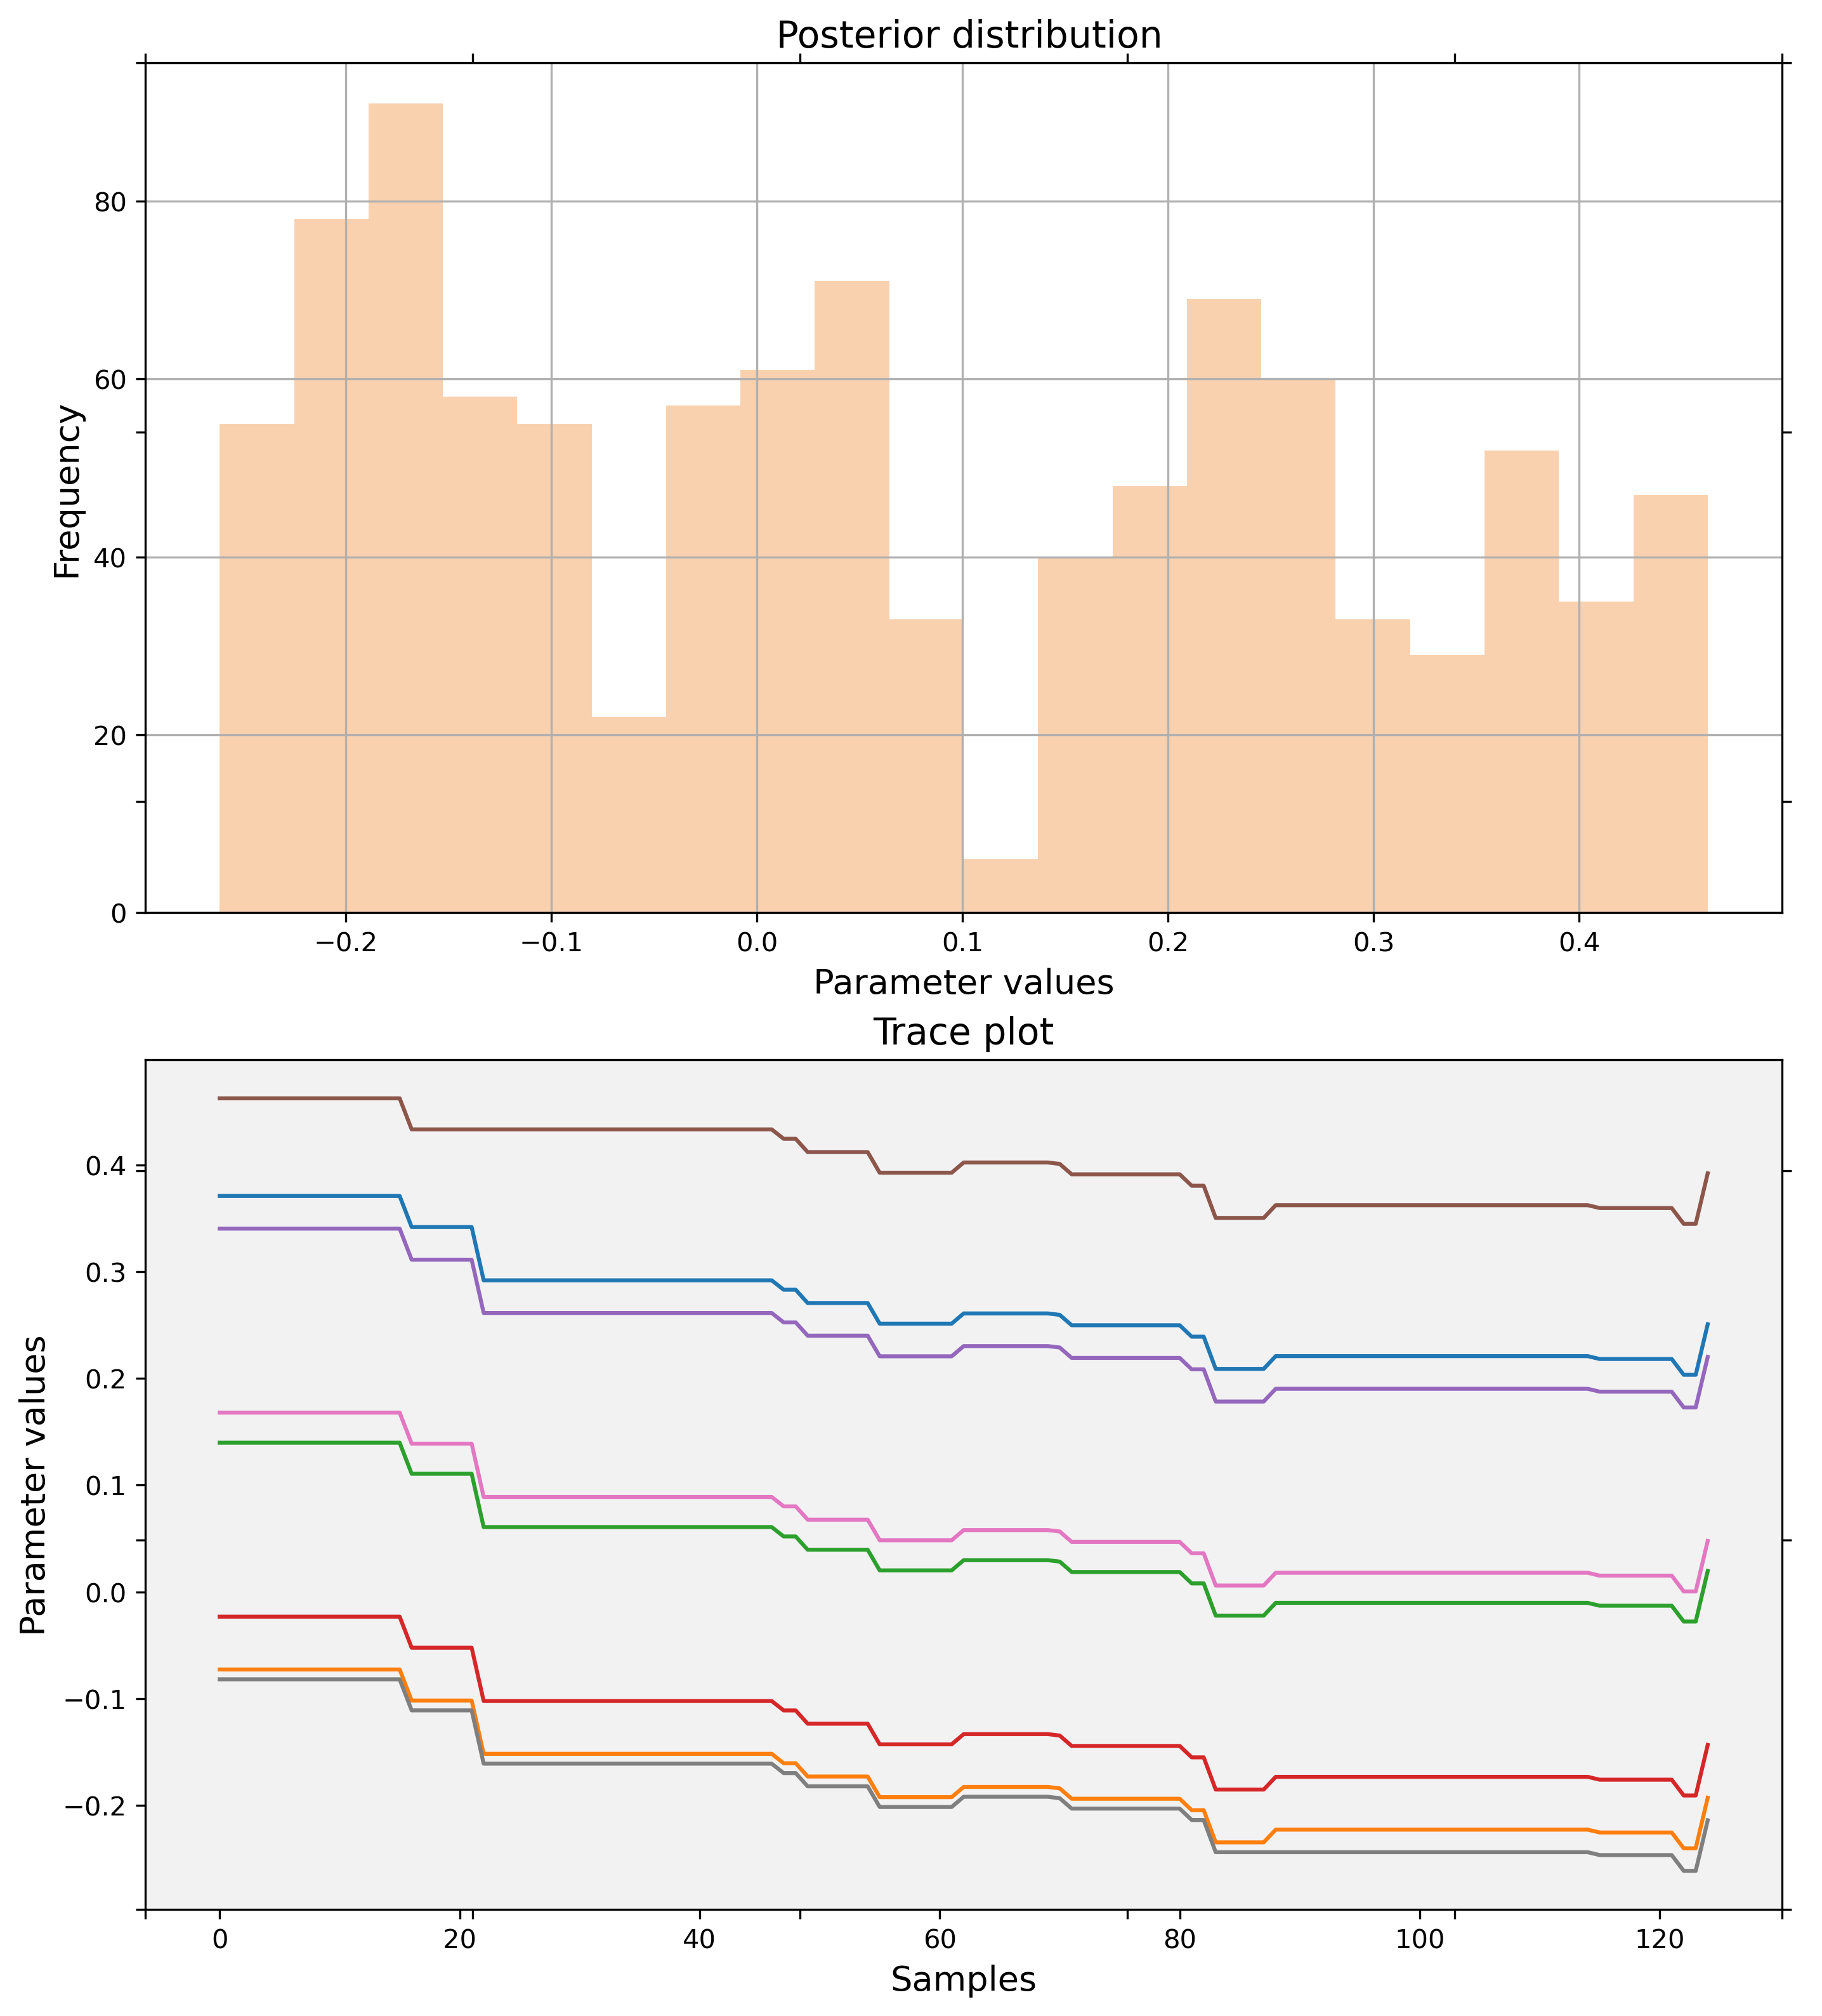 Posterior distribution
80
60
40
20
0
Frequency
−0.2 −0.1 0.0 0.1 0.2 0.3 0.4
Parameter values
Trace plot
0.4
0.3
0.2
0.1
0.0
−0.1
−0.2
Parameter values
0 20 40 60 80 100 120
Samples